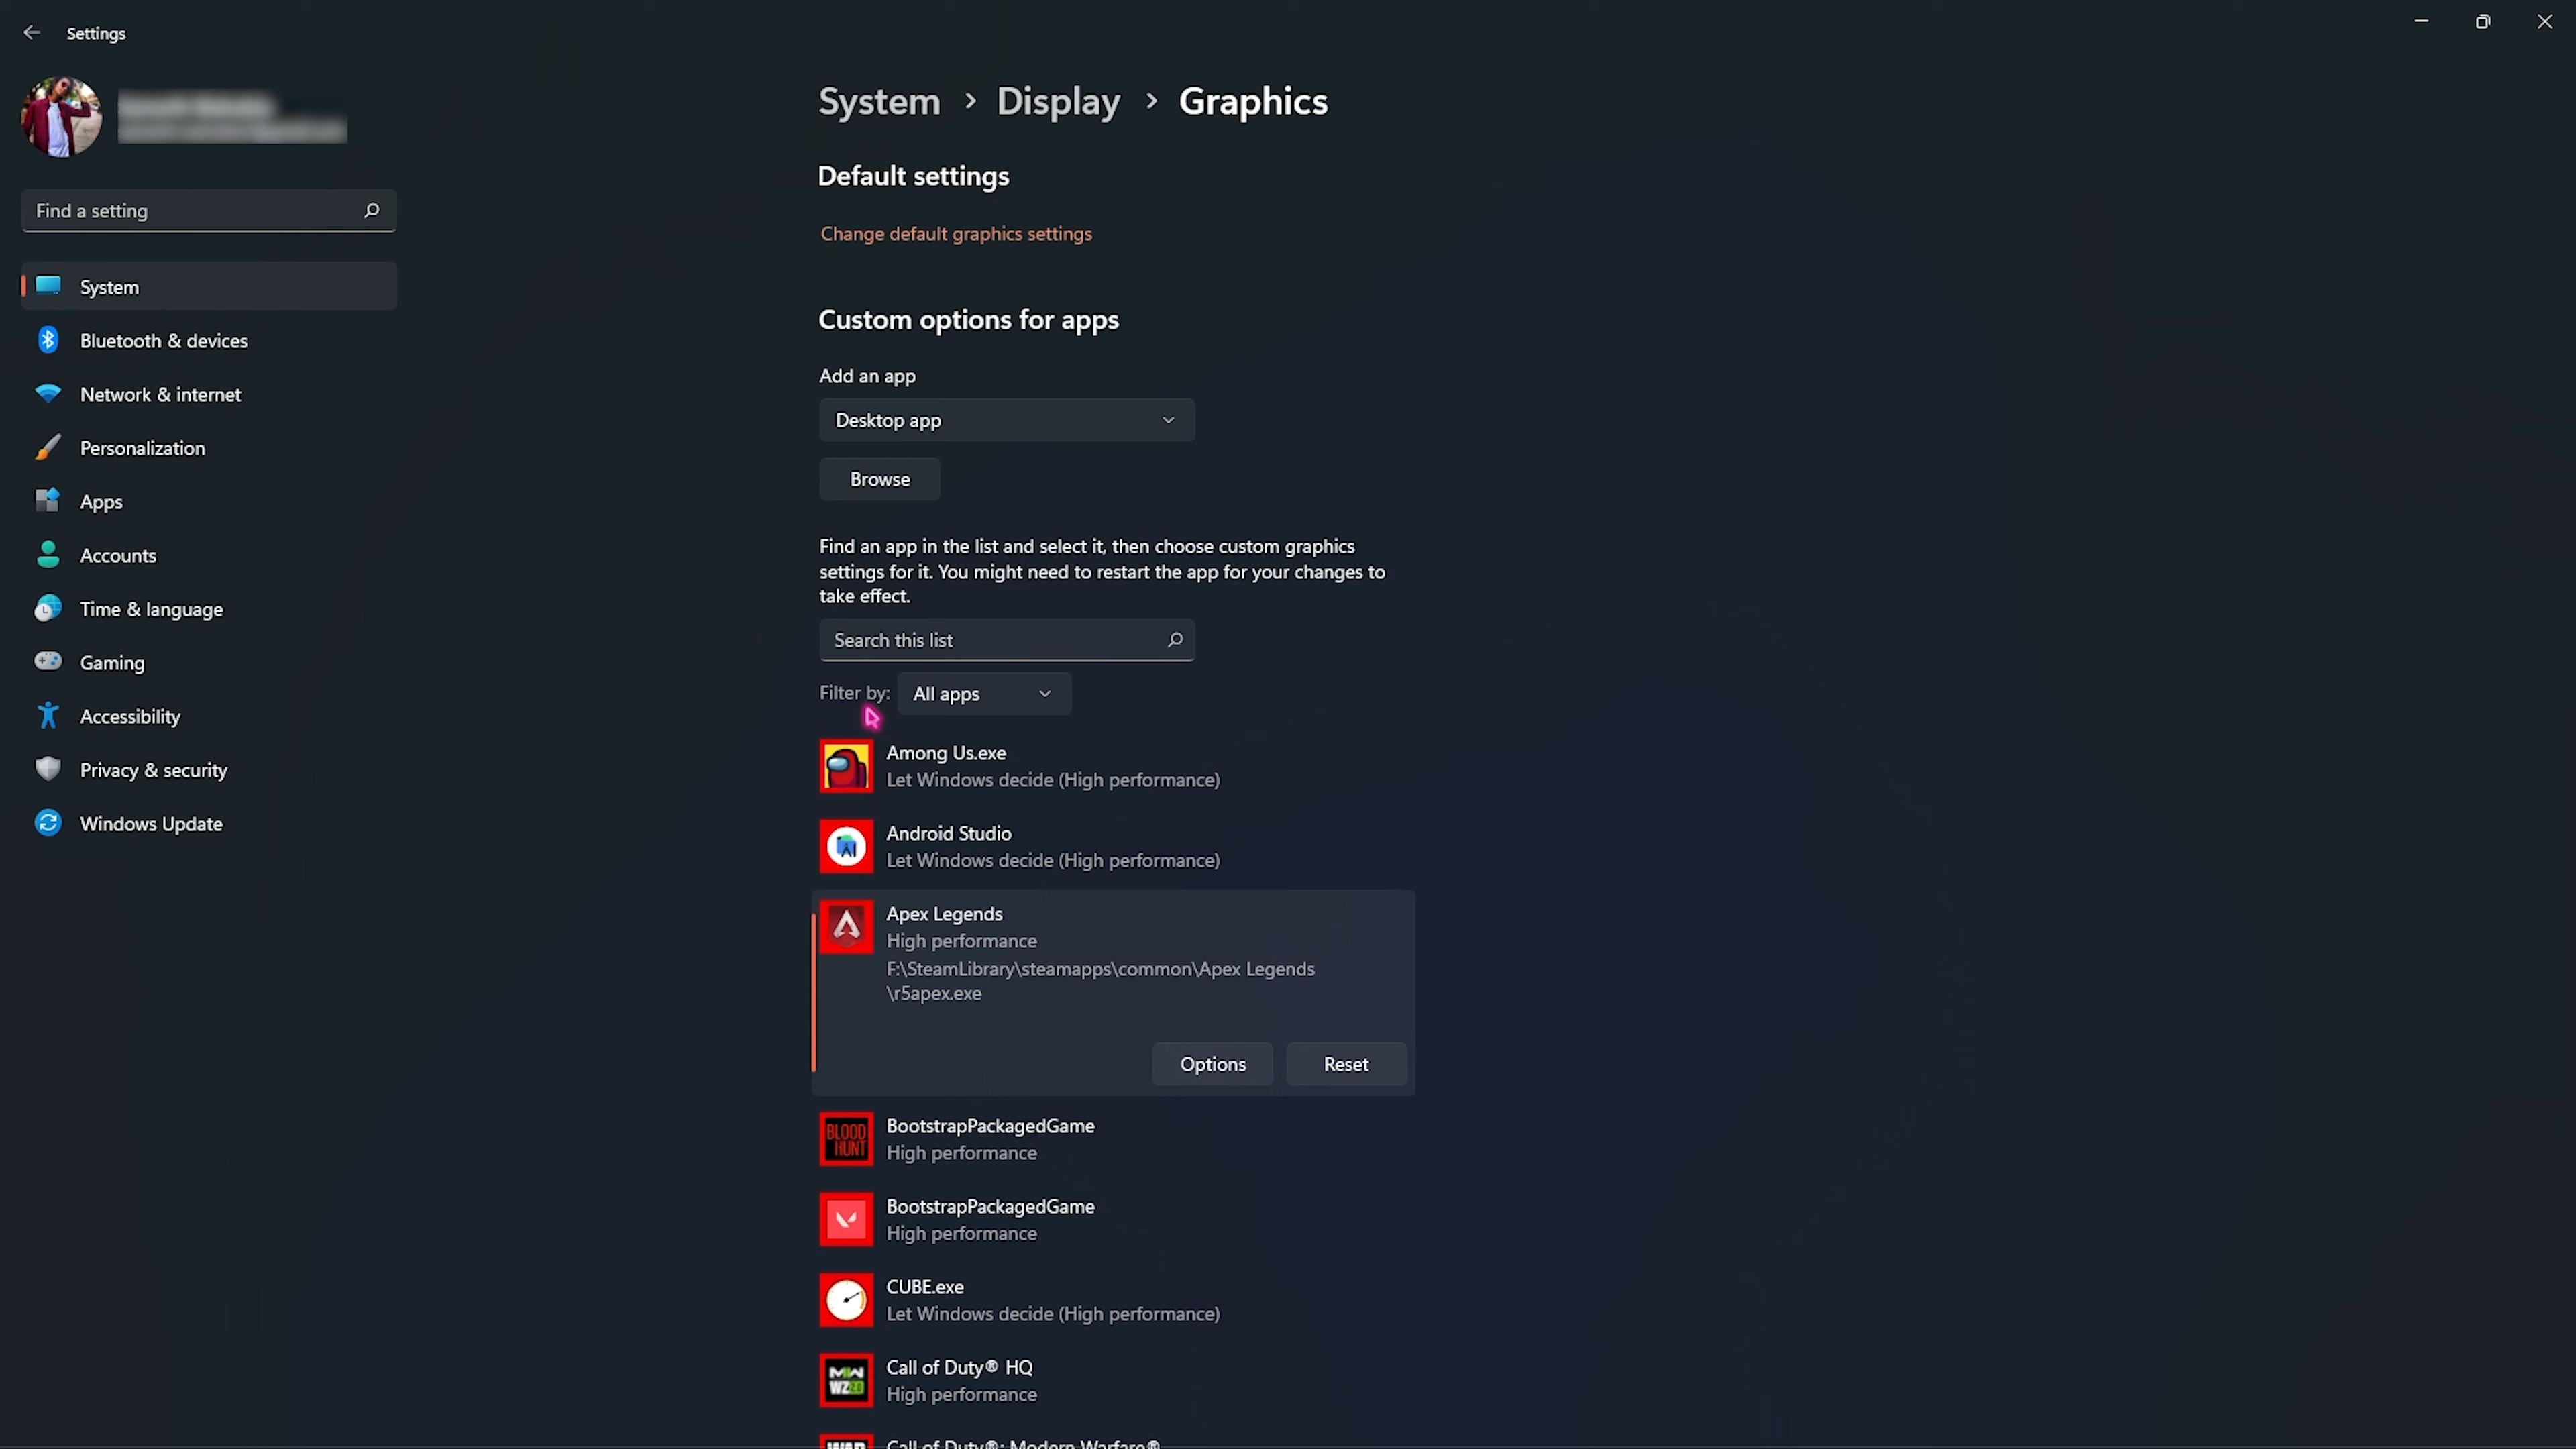 Settings
Find a setting
System
Bluetooth & devices
Network & internet
Personalization
Apps
Accounts
Time & language
Gaming
Accessibility
Privacy & security
Windows Update
System > Display > Graphics
Default settings
Change default graphics settings
Custom options for apps
Add an app
Desktop app
Browse
Find an app in the list and select it, then choose custom graphics
settings for it. You might need to restart the app for your changes to
take effect.
Search this list
Filter by: All apps
Among Us.exe
Let Windows decide (High performance)
Android Studio
Let Windows decide (High performance)
Apex Legends
High performance
F:\SteamLibrary\steamapps\common\Apex Legends
\r5apex.exe
Options Reset
BLOOD
HUNT
BootstrapPackagedGame
High performance
BootstrapPackagedGame
High performance
CUBE.exe
Let Windows decide (High performance)
MW
WZ2.0
Call of Duty® HQ
High performance
Call of Duty®: Modern Warfare®